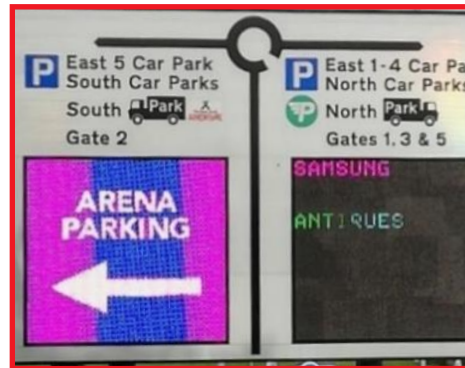 P East 5 Car Park
South Car Parks
South Park
Gate 2
ARENA
PARKING
P East 1-4 Car Pa
North Car Parks
P North Park
Gates 1, 3 & 5
SAMSUNG
ANTIQUES